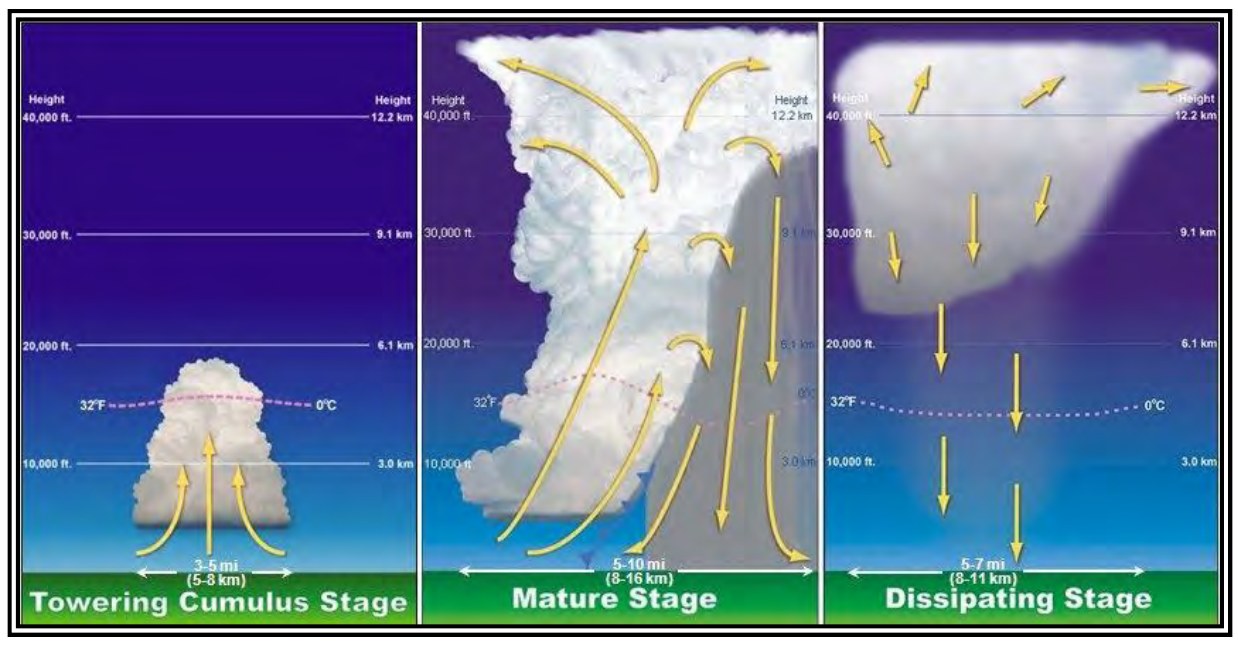 Height
Height
40,000 ft.
12.2 km
30,000 ft.
9.1 km
20,000 ft.
6.1 km
32°F
0°C
10,000 ft.
3.0 km
3-5 mi
(5-8 km)
Towering Cumulus Stage
Height
Height
40,000 ft.
12.2 km
30,000 ft.
9.1 km
20,000 ft.
6.1 km
32°F
0°C
10,000 ft.
3.0 km
5-10 mi
(8-16 km)
Mature Stage
Height
Height
40,000 ft.
12.2 km
30,000 ft.
9.1 km
20,000 ft.
6.1 km
32°F
0°C
10,000 ft.
3.0 km
5-7 mi
(8-11 km)
Dissipating Stage